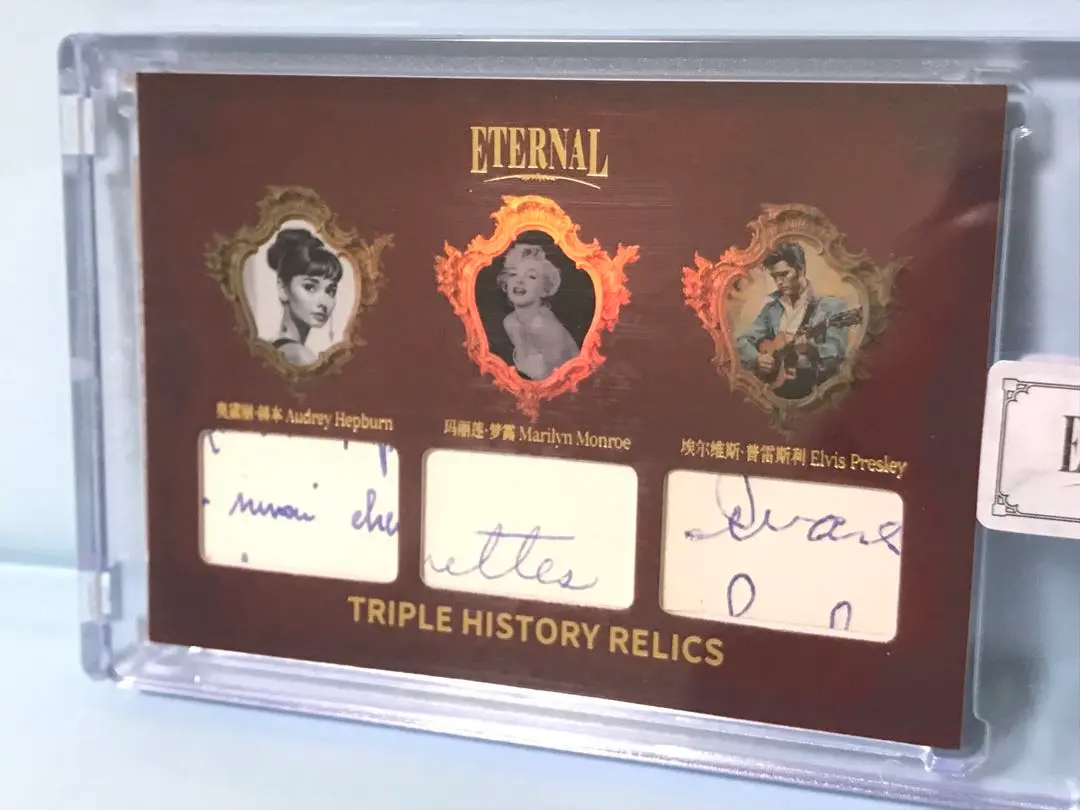 ETERNAL
奥黛丽·赫本 Audrey Hepburn
玛丽莲·梦露 Marilyn Monroe
埃尔维斯·普雷斯利 Elvis Presley
ettes
TRIPLE HISTORY RELICS
E